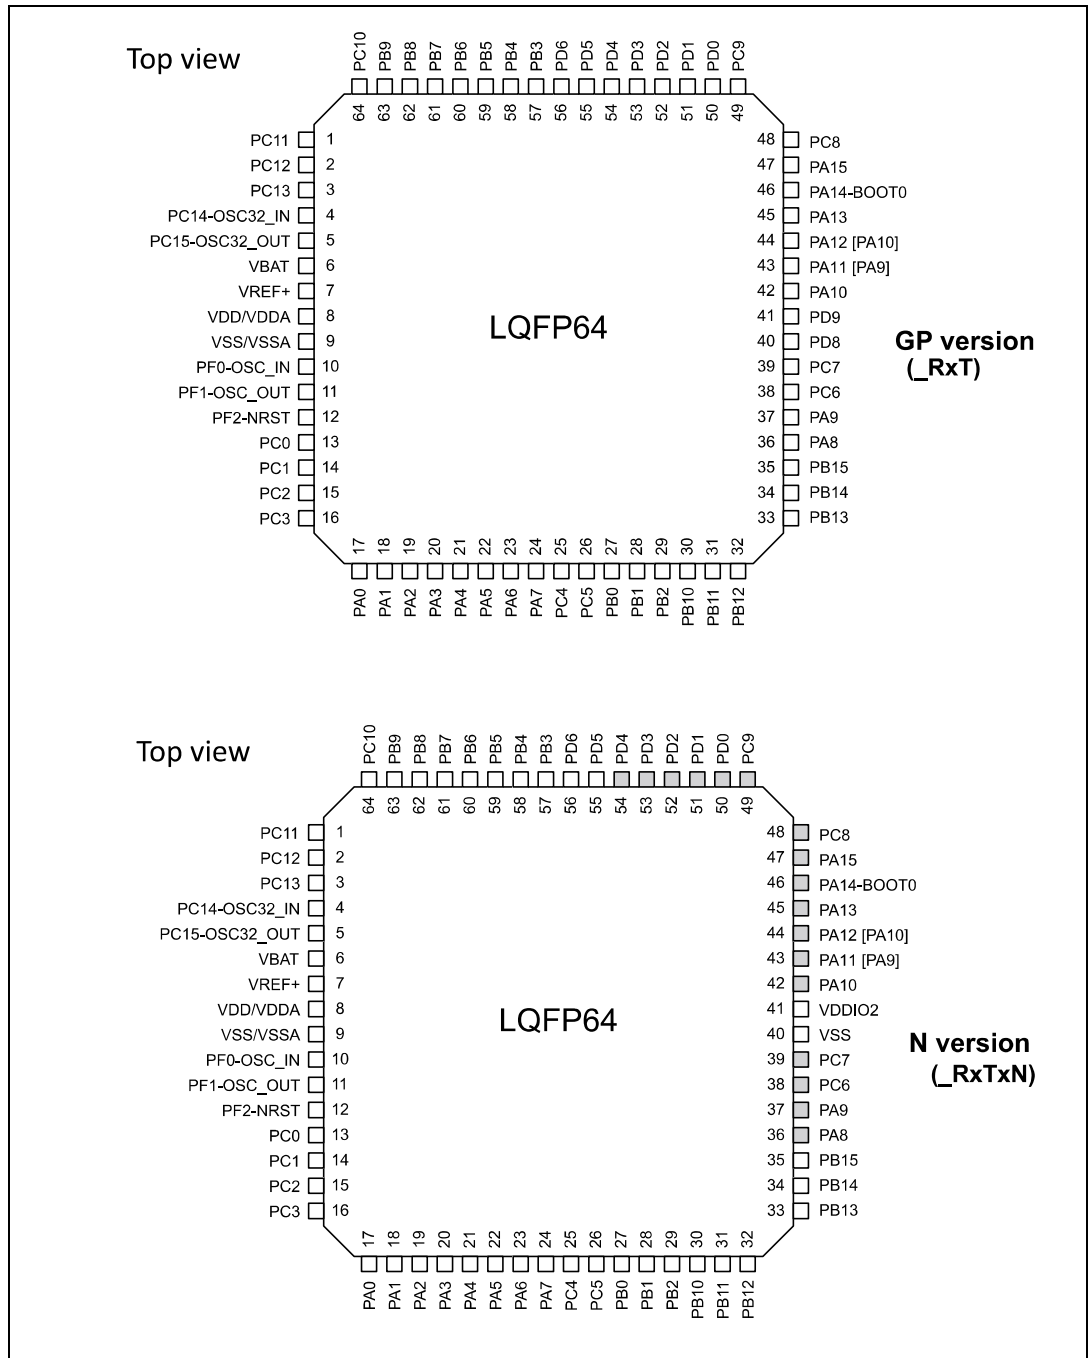 Top view
PC10 PB9 PB8 PB7 PB6 PB5 PB4 PB3 PD6 PD5 PD4 PD3 PD2 PD1 PD0 PC9
64 63 62 61 60 59 58 57 56 55 54 53 52 51 50 49
PC11 1 48 PC8
PC12 2 47 PA15
PC13 3 46 PA14-BOOT0
PC14-OSC32_IN 4 45 PA13
PC15-OSC32_OUT 5 44 PA12 [PA10]
VBAT 6 43 PA11 [PA9]
VREF+ 7 42 PA10
VDD/VDDA 8 41 PD9
LQFP64
VSS/VSSA 9 40 PD8
GP version
PF0-OSC_IN 10 39 PC7
(_RxT)
PF1-OSC_OUT 11 38 PC6
PF2-NRST 12 37 PA9
PC0 13 36 PA8
PC1 14 35 PB15
PC2 15 34 PB14
PC3 16 33 PB13
17 18 19 20 21 22 23 24 25 26 27 28 29 30 31 32
PA0 PA1 PA2 PA3 PA4 PA5 PA6 PA7 PC4 PC5 PB0 PB1 PB2 PB10 PB11 PB12
Top view
PC10 PB9 PB8 PB7 PB6 PB5 PB4 PB3 PD6 PD5 PD4 PD3 PD2 PD1 PD0 PC9
64 63 62 61 60 59 58 57 56 55 54 53 52 51 50 49
PC11 1 48 PC8
PC12 2 47 PA15
PC13 3 46 PA14-BOOT0
PC14-OSC32_IN 4 45 PA13
PC15-OSC32_OUT 5 44 PA12 [PA10]
VBAT 6 43 PA11 [PA9]
VREF+ 7 42 PA10
VDD/VDDA 8 41 VDDIO2
LQFP64
VSS/VSSA 9 40 VSS
N version
PF0-OSC_IN 10 39 PC7
(_RxTxN)
PF1-OSC_OUT 11 38 PC6
PF2-NRST 12 37 PA9
PC0 13 36 PA8
PC1 14 35 PB15
PC2 15 34 PB14
PC3 16 33 PB13
17 18 19 20 21 22 23 24 25 26 27 28 29 30 31 32
PA0 PA1 PA2 PA3 PA4 PA5 PA6 PA7 PC4 PC5 PB0 PB1 PB2 PB10 PB11 PB12